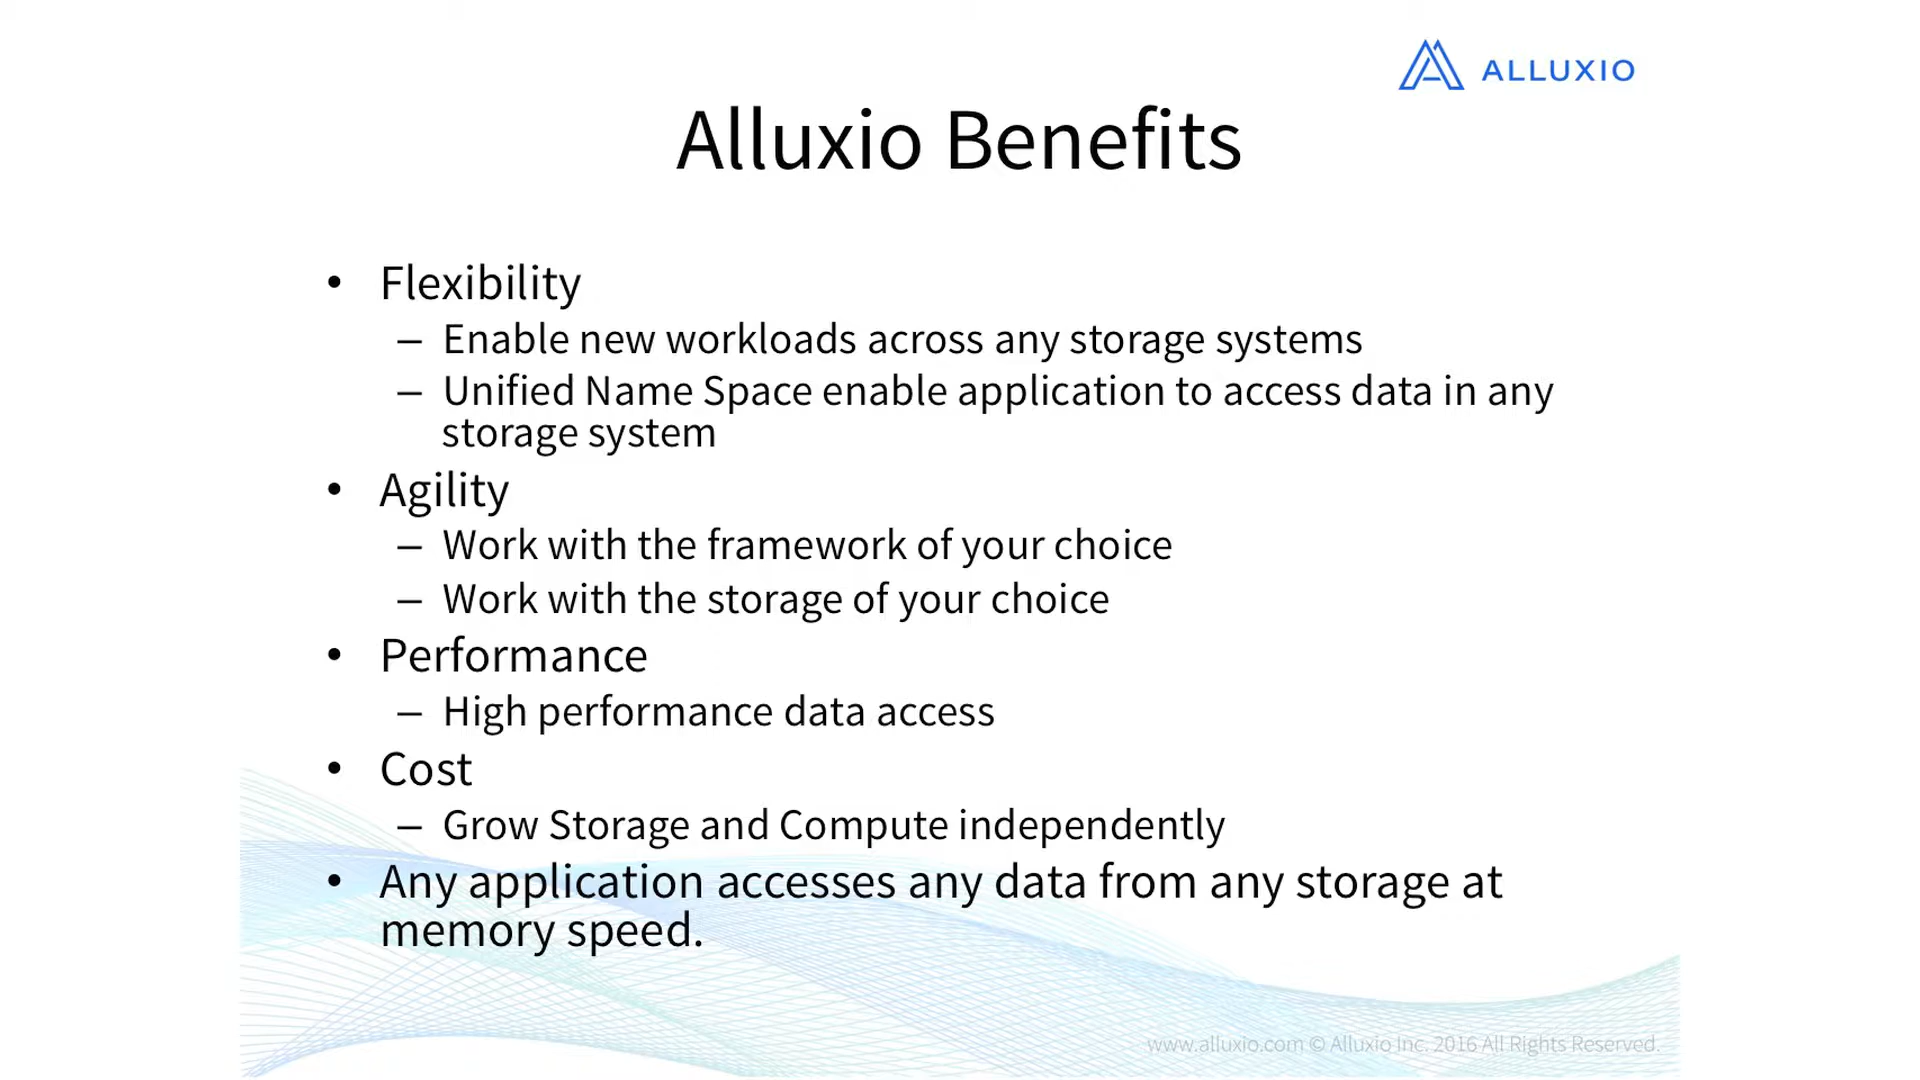 ALLUXIO
Alluxio Benefits
• Flexibility
– Enable new workloads across any storage systems
– Unified Name Space enable application to access data in any
storage system
• Agility
– Work with the framework of your choice
– Work with the storage of your choice
• Performance
– High performance data access
• Cost
– Grow Storage and Compute independently
• Any application accesses any data from any storage at
memory speed.
www.alluxio.com © Alluxio Inc. 2016 All Rights Reserved.